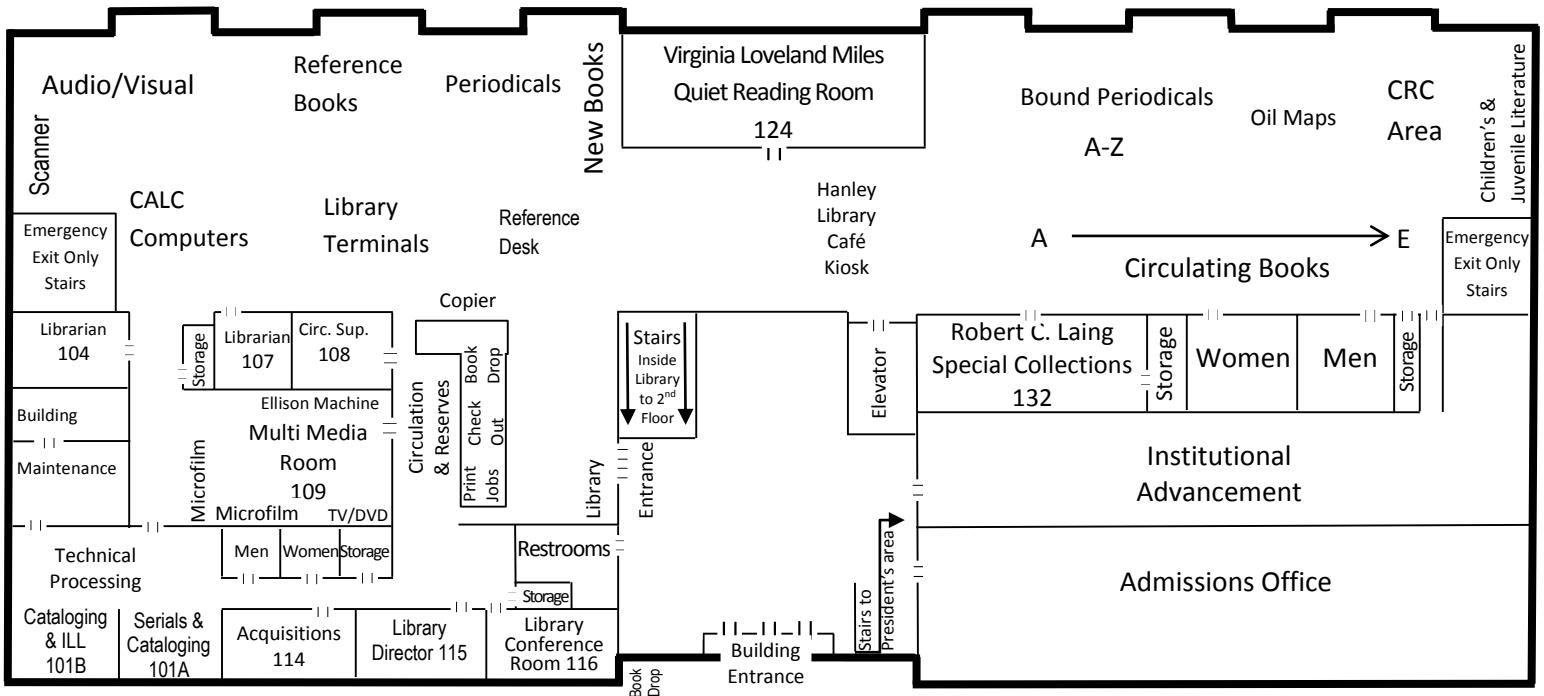 Audio/Visual
Reference
Books
Periodicals
New Books
Virginia Loveland Miles
Quiet Reading Room
124
Bound Periodicals
A-Z
Oil Maps
CRC
Area
Children's &
Juvenile Literature
Scanner
CALC
Computers
Library
Terminals
Reference
Desk
Hanley
Library
Café
Kiosk
A
E
Circulating Books
Emergency
Exit Only
Stairs
Emergency
Exit Only
Stairs
Librarian
104
Storage
Librarian
107
Circ. Sup.
108
Copier
Book Drop
Check Out
Print Jobs
Circulation
& Reserves
Stairs
Inside
Library
to 2nd
Floor
Elevator
Robert C. Laing
Special Collections
132
Storage
Women
Men
Storage
Building
Maintenance
Ellison Machine
Multi Media
Room
109
Microfilm
Microfilm
TV/DVD
Library
Entrance
Institutional
Advancement
Technical
Processing
Men
Women
Storage
Restrooms
Storage
Stairs to
President's area
Admissions Office
Cataloging
& ILL
101B
Serials &
Cataloging
101A
Acquisitions
114
Library
Director 115
Library
Conference
Room 116
Book
Drop
Building
Entrance